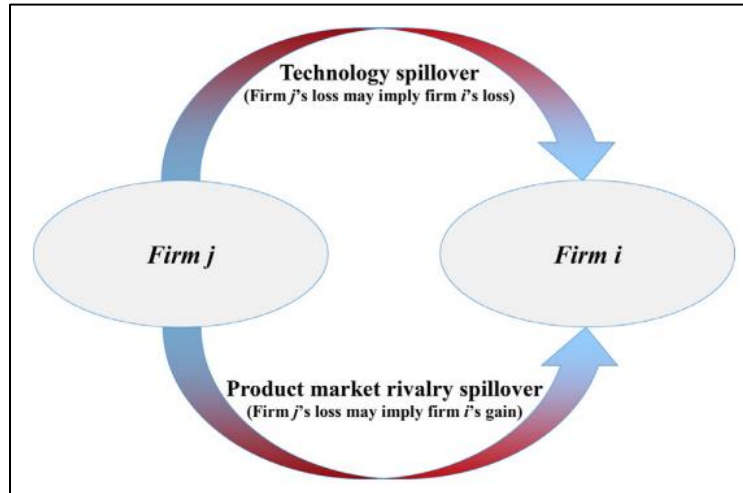 Technology spillover
(Firm j's loss may imply firm i's loss)
Firm j
Firm i
Product market rivalry spillover
(Firm j's loss may imply firm i's gain)